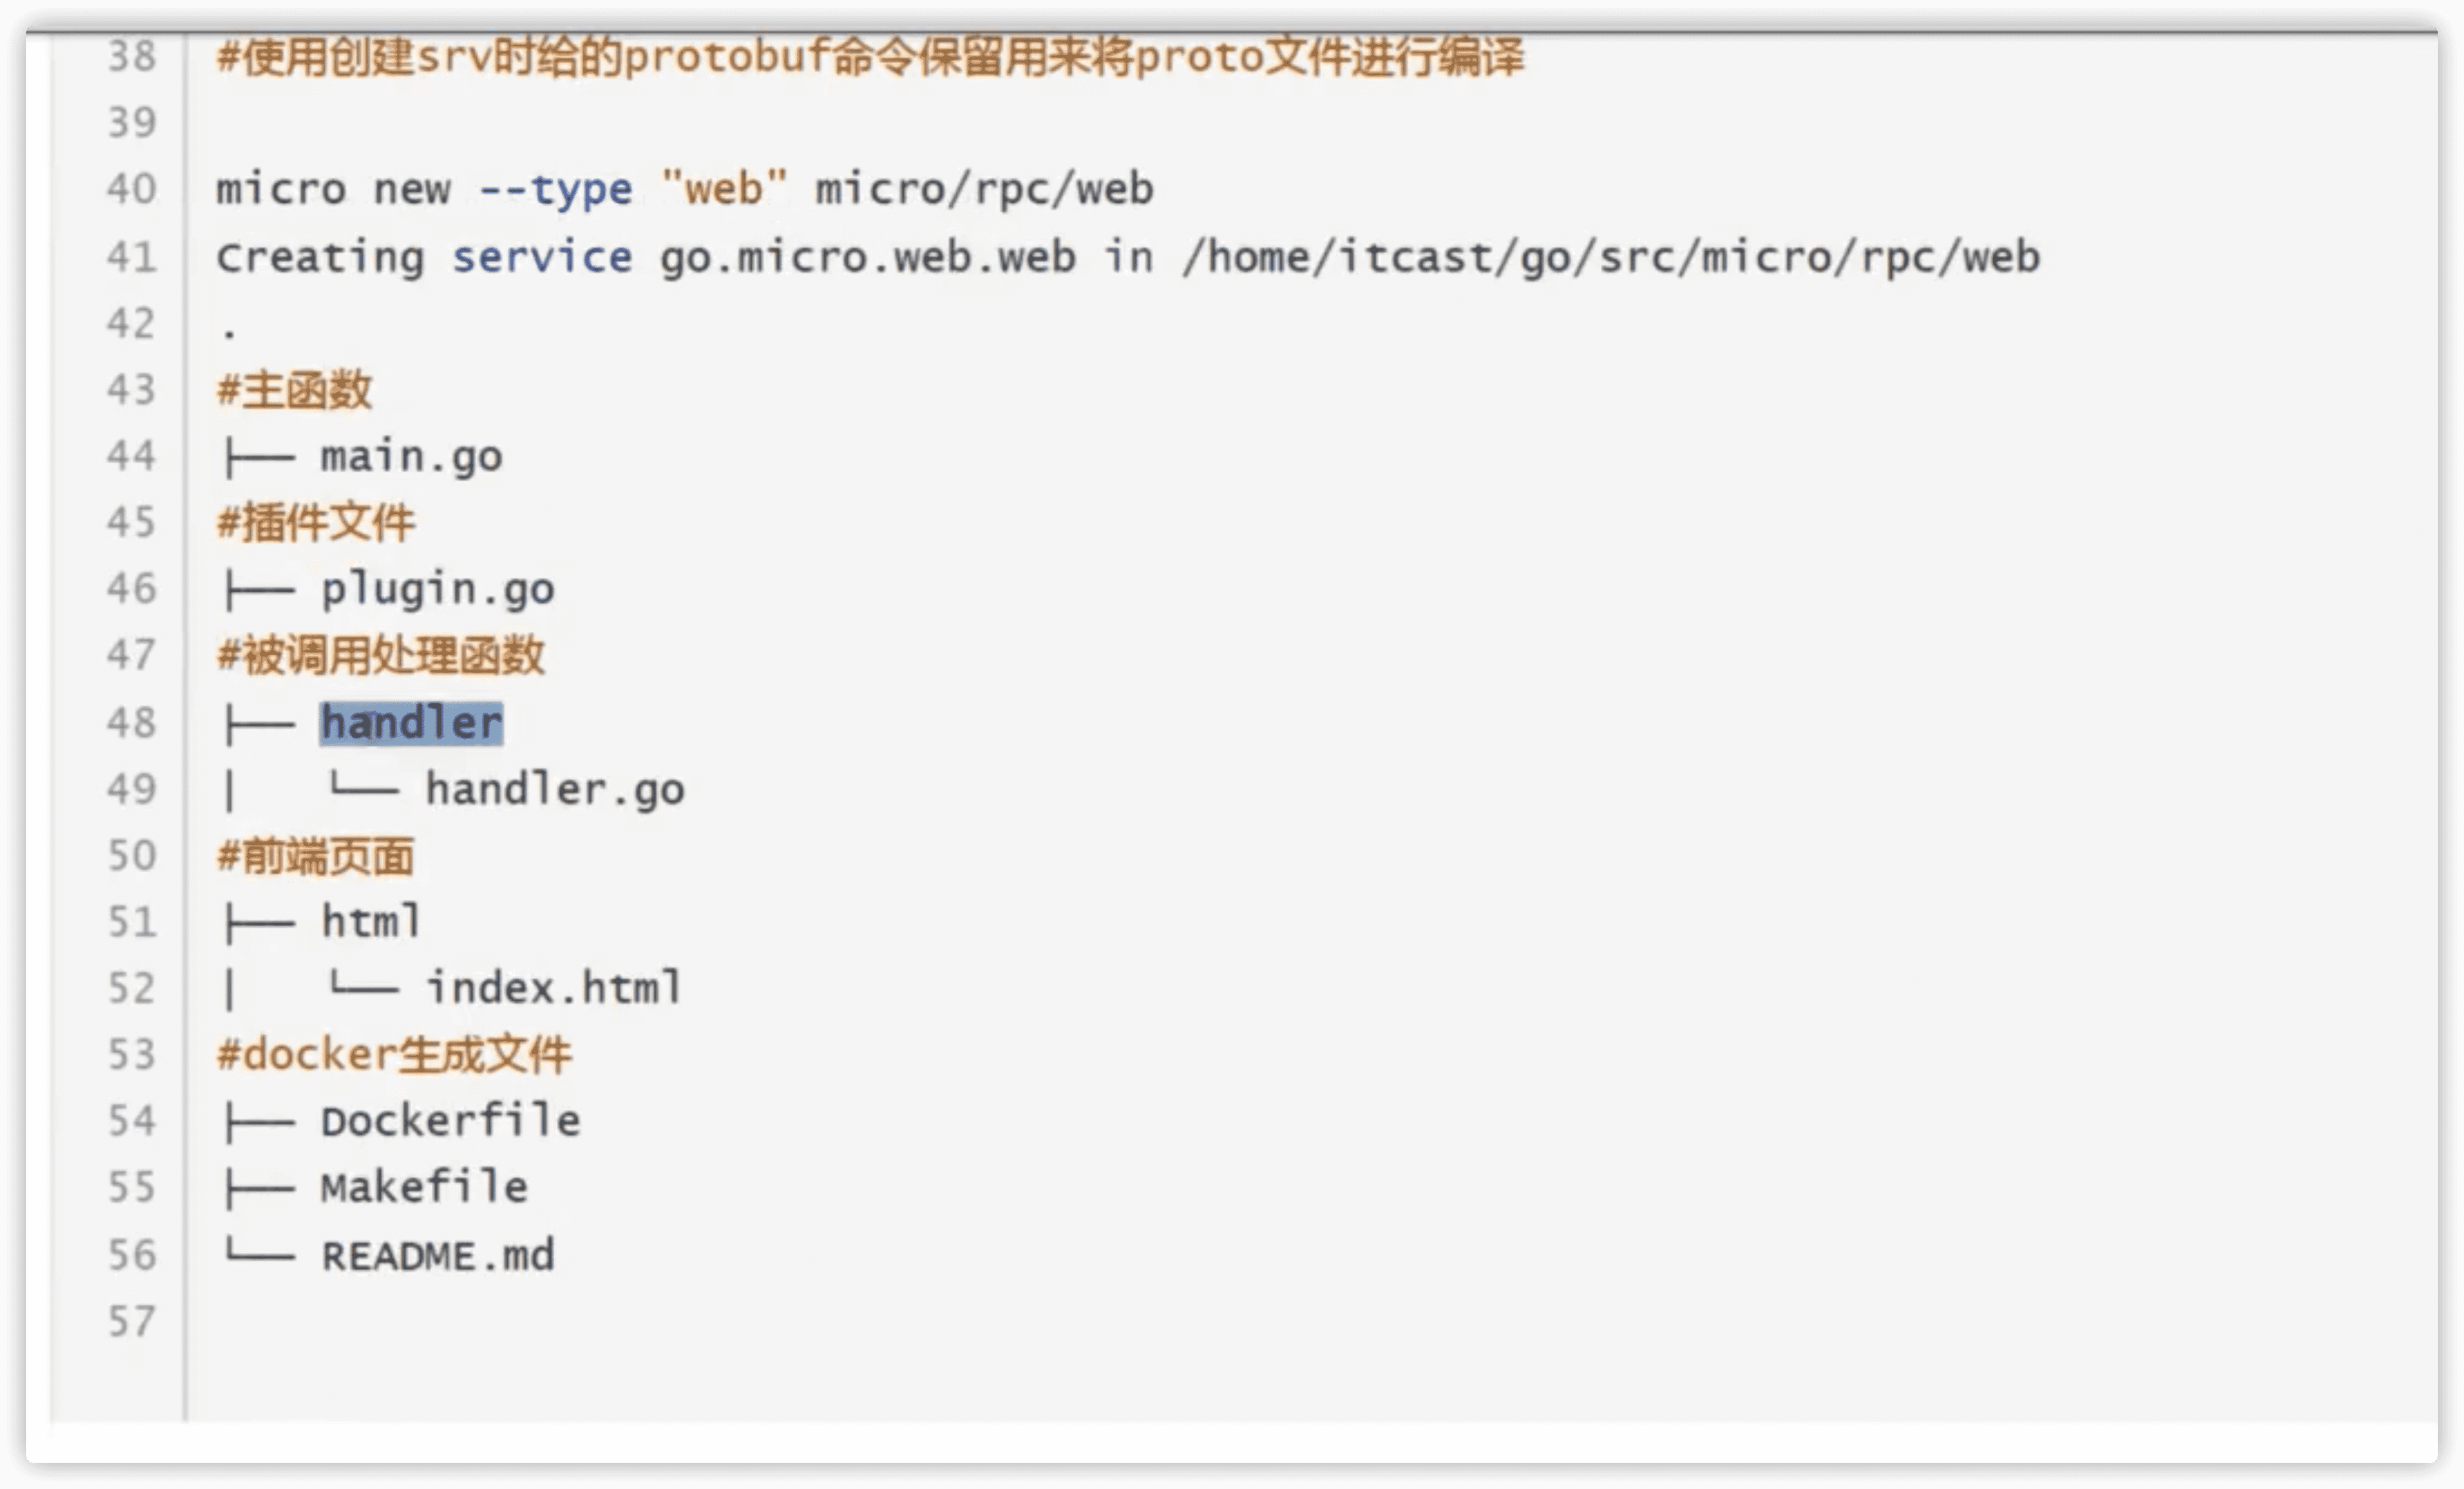 38 #使用创建srv时给的protobuf命令保留用来将proto文件进行编译
39
40 micro new --type "web" micro/rpc/web
41 Creating service go.micro.web.web in /home/itcast/go/src/micro/rpc/web
42 .
43 #主函数
44 ├── main.go
45 #插件文件
46 ├── plugin.go
47 #被调用处理函数
48 ├── handler
49 │   └── handler.go
50 #前端页面
51 ├── html
52 │   └── index.html
53 #docker生成文件
54 ├── Dockerfile
55 ├── Makefile
56 └── README.md
57